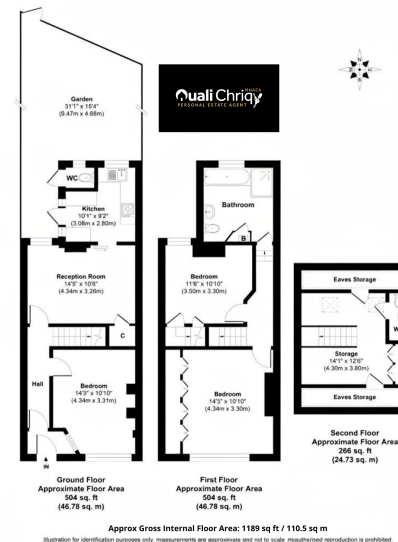 Garden
31'1" x 15'4"
(9.47m x 4.68m)
Ouali Chriqy
MNAEA
PERSONAL ESTATE AGENT
N
WC
Kitchen
10'1" x 9'2"
(3.08m x 2.80m)
Reception Room
14'3" x 10'8"
(4.34m x 3.26m)
C
Hall
Bedroom
14'3" x 10'10"
(4.34m x 3.31m)
IN
Ground Floor
Approximate Floor Area
504 sq. ft
(46.78 sq. m)
Bathroom
B
Bedroom
11'6" x 10'10"
(3.50m x 3.30m)
Bedroom
14'3" x 10'10"
(4.34m x 3.30m)
First Floor
Approximate Floor Area
504 sq. ft
(46.78 sq. m)
Eaves Storage
Storage
14'1" x 12'6"
(4.30m x 3.80m)
Eaves Storage
Second Floor
Approximate Floor Area
266 sq. ft
(24.73 sq. m)
Approx Gross Internal Floor Area: 1189 sq ft / 110.5 sq m
Illustration for identification purposes only, measurements are approximate and not to scale. unauthorised reproduction is prohibited.